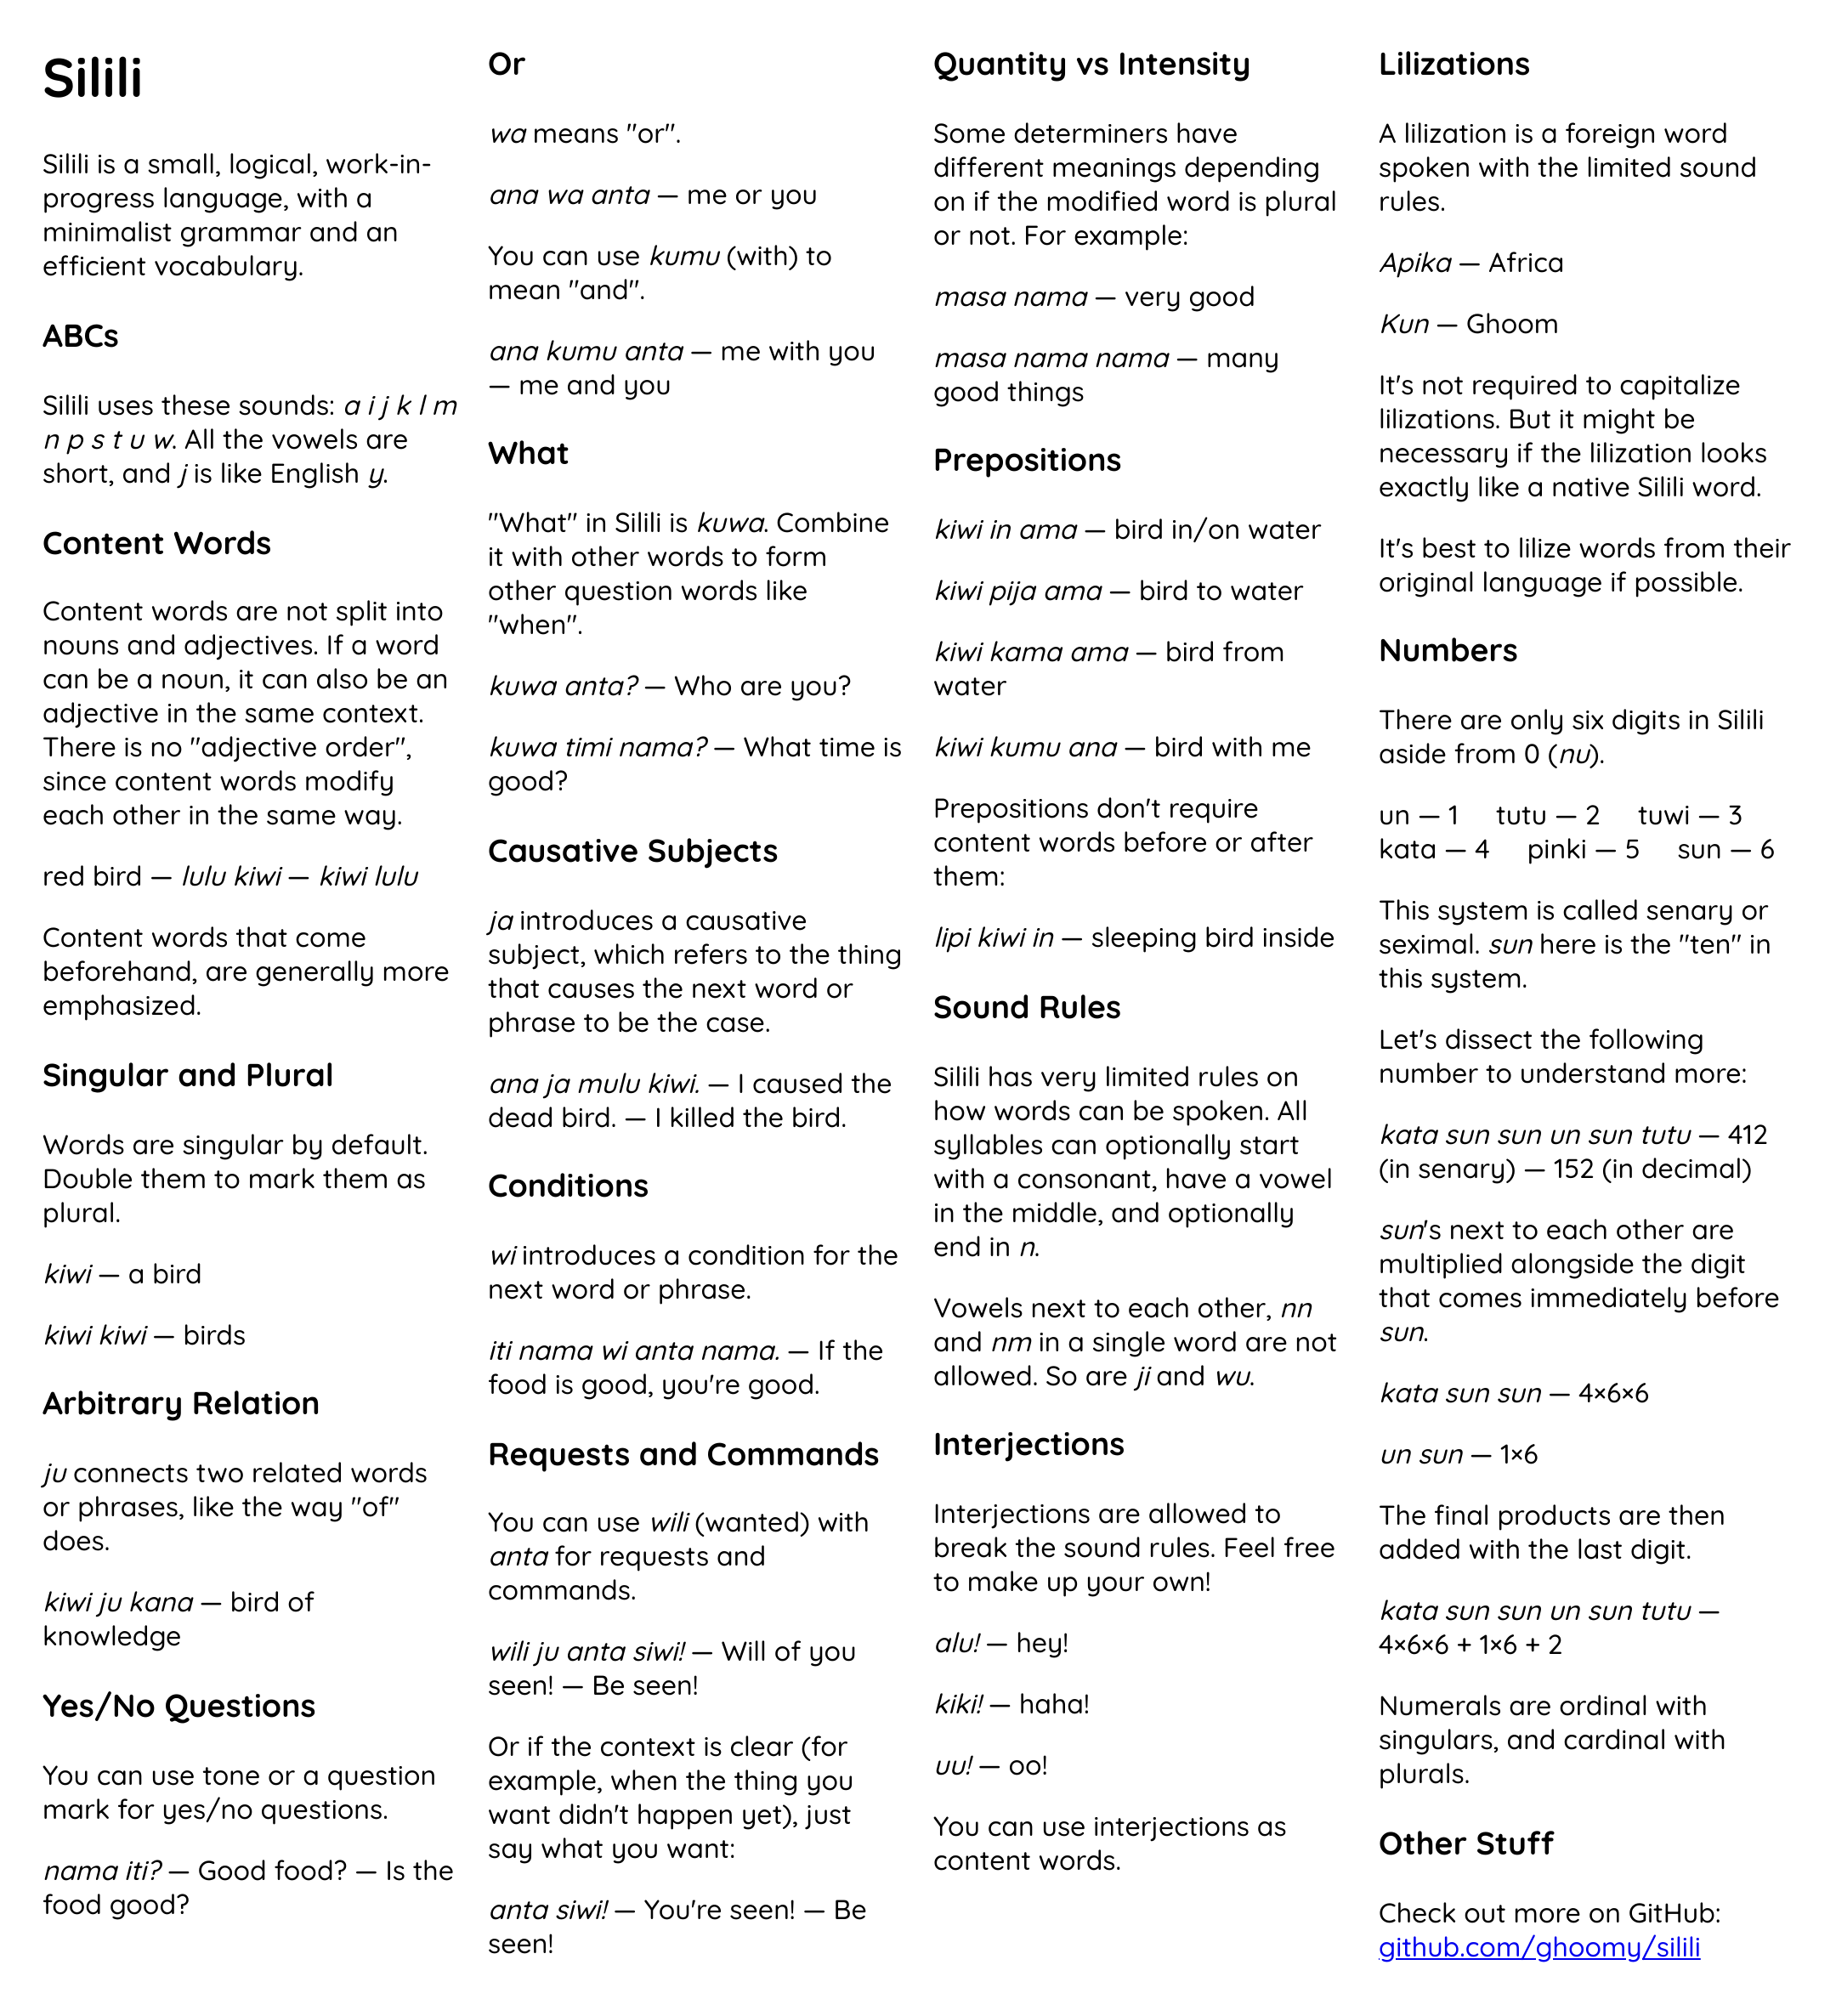 Silili
Silili is a small, logical, work-in-
progress language, with a
minimalist grammar and an
efficient vocabulary.
ABCs
Silili uses these sounds: a i j k l m
n p s t u w. All the vowels are
short, and j is like English y.
Content Words
Content words are not split into
nouns and adjectives. If a word
can be a noun, it can also be an
adjective in the same context.
There is no "adjective order",
since content words modify
each other in the same way.
red bird — lulu kiwi — kiwi lulu
Content words that come
beforehand, are generally more
emphasized.
Singular and Plural
Words are singular by default.
Double them to mark them as
plural.
kiwi — a bird
kiwi kiwi — birds
Arbitrary Relation
ju connects two related words
or phrases, like the way "of"
does.
kiwi ju kana — bird of
knowledge
Yes/No Questions
You can use tone or a question
mark for yes/no questions.
nama iti? — Good food? — Is the
food good?
Or
wa means "or".
ana wa anta — me or you
You can use kumu (with) to
mean "and".
ana kumu anta — me with you
— me and you
What
"What" in Silili is kuwa. Combine
it with other words to form
other question words like
"when".
kuwa anta? — Who are you?
kuwa timi nama? — What time is
good?
Causative Subjects
ja introduces a causative
subject, which refers to the thing
that causes the next word or
phrase to be the case.
ana ja mulu kiwi. — I caused the
dead bird. — I killed the bird.
Conditions
wi introduces a condition for the
next word or phrase.
iti nama wi anta nama. — If the
food is good, you're good.
Requests and Commands
You can use wili (wanted) with
anta for requests and
commands.
wili ju anta siwi! — Will of you
seen! — Be seen!
Or if the context is clear (for
example, when the thing you
want didn't happen yet), just
say what you want:
anta siwi! — You're seen! — Be
seen!
Quantity vs Intensity
Some determiners have
different meanings depending
on if the modified word is plural
or not. For example:
masa nama — very good
masa nama nama — many
good things
Prepositions
kiwi in ama — bird in/on water
kiwi pija ama — bird to water
kiwi kama ama — bird from
water
kiwi kumu ana — bird with me
Prepositions don't require
content words before or after
them:
lipi kiwi in — sleeping bird inside
Sound Rules
Silili has very limited rules on
how words can be spoken. All
syllables can optionally start
with a consonant, have a vowel
in the middle, and optionally
end in n.
Vowels next to each other, nn
and nm in a single word are not
allowed. So are ji and wu.
Interjections
Interjections are allowed to
break the sound rules. Feel free
to make up your own!
alu! — hey!
kiki! — haha!
uu! — oo!
You can use interjections as
content words.
Lilizations
A lilization is a foreign word
spoken with the limited sound
rules.
Apika — Africa
Kun — Ghoom
It's not required to capitalize
lilizations. But it might be
necessary if the lilization looks
exactly like a native Silili word.
It's best to lilize words from their
original language if possible.
Numbers
There are only six digits in Silili
aside from 0 (nu).
un — 1 tutu — 2 tuwi — 3
kata — 4 pinki — 5 sun — 6
This system is called senary or
seximal. sun here is the "ten" in
this system.
Let's dissect the following
number to understand more:
kata sun sun un sun tutu — 412
(in senary) — 152 (in decimal)
sun's next to each other are
multiplied alongside the digit
that comes immediately before
sun.
kata sun sun — 4×6×6
un sun — 1×6
The final products are then
added with the last digit.
kata sun sun un sun tutu —
4×6×6 + 1×6 + 2
Numerals are ordinal with
singulars, and cardinal with
plurals.
Other Stuff
Check out more on GitHub:
github.com/ghoomy/silili